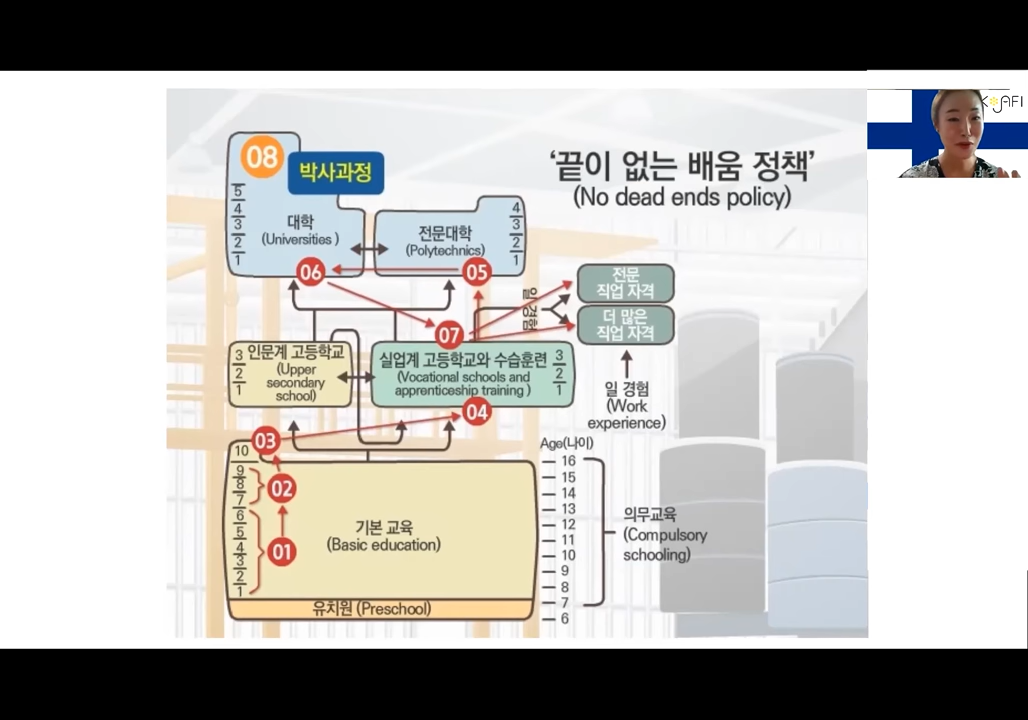 K☀AFI
'끝이 없는 배움 정책'
(No dead ends policy)
08
박사과정
5
4
3
2
1
대학
(Universities )
전문대학
(Polytechnics)
4
3
2
1
06
05
07
일 경험
전문
직업 자격
더 많은
직업 자격
일 경험
(Work
experience)
3
2
1
인문계 고등학교
(Upper
secondary
school)
실업계 고등학교와 수습훈련
(Vocational schools and
apprenticeship training )
3
2
1
04
03
10
9
8
7
6
5
4
3
2
1
02
01
기본 교육
(Basic education)
유치원 (Preschool)
Age(나이)
16
15
14
13
12
11
10
9
8
7
6
의무교육
(Compulsory
schooling)